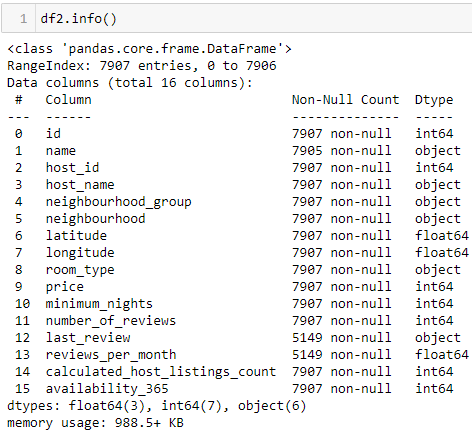 1 df2.info()
<class 'pandas.core.frame.DataFrame'>
RangeIndex: 7907 entries, 0 to 7906
Data columns (total 16 columns):
 #   Column                          Non-Null Count  Dtype
---  ------                          --------------  -----
 0   id                              7907 non-null   int64
 1   name                            7905 non-null   object
 2   host_id                         7907 non-null   int64
 3   host_name                       7907 non-null   object
 4   neighbourhood_group             7907 non-null   object
 5   neighbourhood                   7907 non-null   object
 6   latitude                        7907 non-null   float64
 7   longitude                       7907 non-null   float64
 8   room_type                       7907 non-null   object
 9   price                           7907 non-null   int64
 10  minimum_nights                  7907 non-null   int64
 11  number_of_reviews               7907 non-null   int64
 12  last_review                     5149 non-null   object
 13  reviews_per_month               5149 non-null   float64
 14  calculated_host_listings_count  7907 non-null   int64
 15  availability_365                7907 non-null   int64
dtypes: float64(3), int64(7), object(6)
memory usage: 988.5+ KB